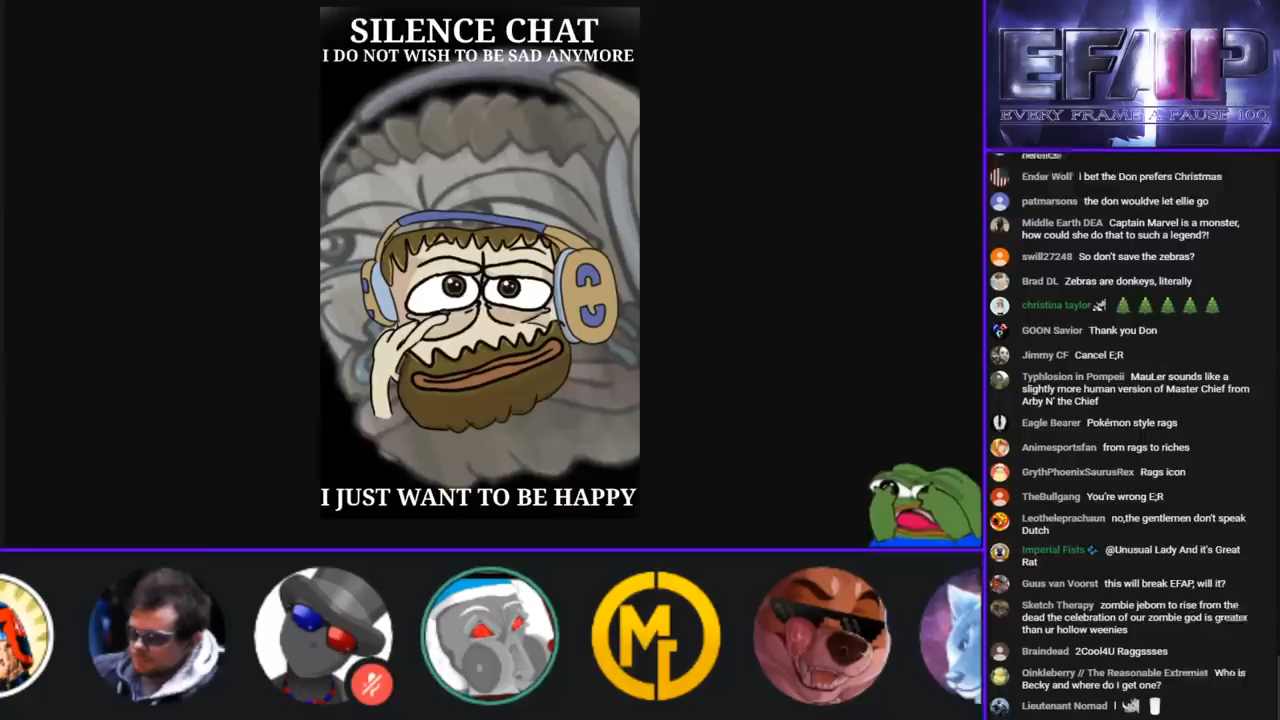 SILENCE CHAT
I DO NOT WISH TO BE SAD ANYMORE
I JUST WANT TO BE HAPPY
EFAP
EVERY FRAME A PAUSE 100
Ender Wolf i bet the Don prefers Christmas
patmarsons the don wouldve let ellie go
Middle Earth DEA Captain Marvel is a monster,
how could she do that to such a legend?!
swill27248 So don't save the zebras?
Brad DL Zebras are donkeys, literally
christina taylor 🎄 🎄 🎄 🎄 🎄
GOON Savior Thank you Don
Jimmy CF Cancel E;R
Typhlosion in Pompeii MauLer sounds like a
slightly more human version of Master Chief from
Arby N' the Chief
Eagle Bearer Pokémon style rags
Animesportsfan from rags to riches
GrythPhoenixSaurusRex Rags icon
TheBullgang You're wrong E;R
Leotheleprachaun no,the gentlemen don't speak
Dutch
Imperial Fists @Unusual Lady And it's Great
Rat
Guus van Voorst this will break EFAP, will it?
Sketch Therapy zombie jeborn to rise from the
dead the celebration of our zombie god is greater
than ur hollow weenies
Braindead 2Cool4U Raggssses
Oinkleberry // The Reasonable Extremist Who is
Becky and where do I get one?
Lieutenant Nomad I